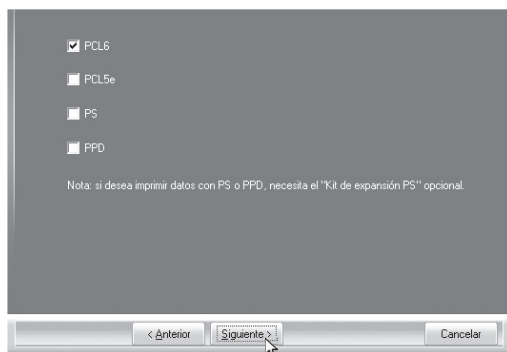 PCL6
PCL5e
PS
PPD
Nota: si desea imprimir datos con PS o PPD, necesita el "Kit de expansión PS" opcional.
< Anterior
Siguiente >
Cancelar